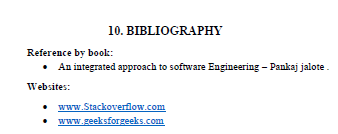 10. BIBLIOGRAPHY
Reference by book:
• An integrated approach to software Engineering – Pankaj jalote .
Websites:
• www.Stackoverflow.com
• www.geeksforgeeks.com